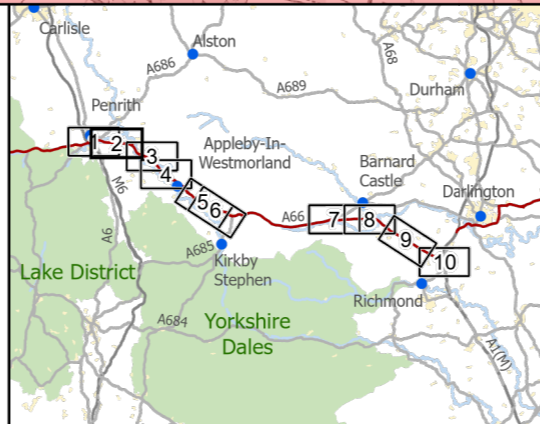 Carlisle
Alston
A686
A689
A68
Durham
Penrith
1
2
3
4
5
6
Appleby-In-
Westmorland
Barnard
Castle
Darlington
A66
7
8
9
10
M6
A6
A685
Kirkby
Stephen
Lake District
Richmond
A684
Yorkshire
Dales
A1(M)